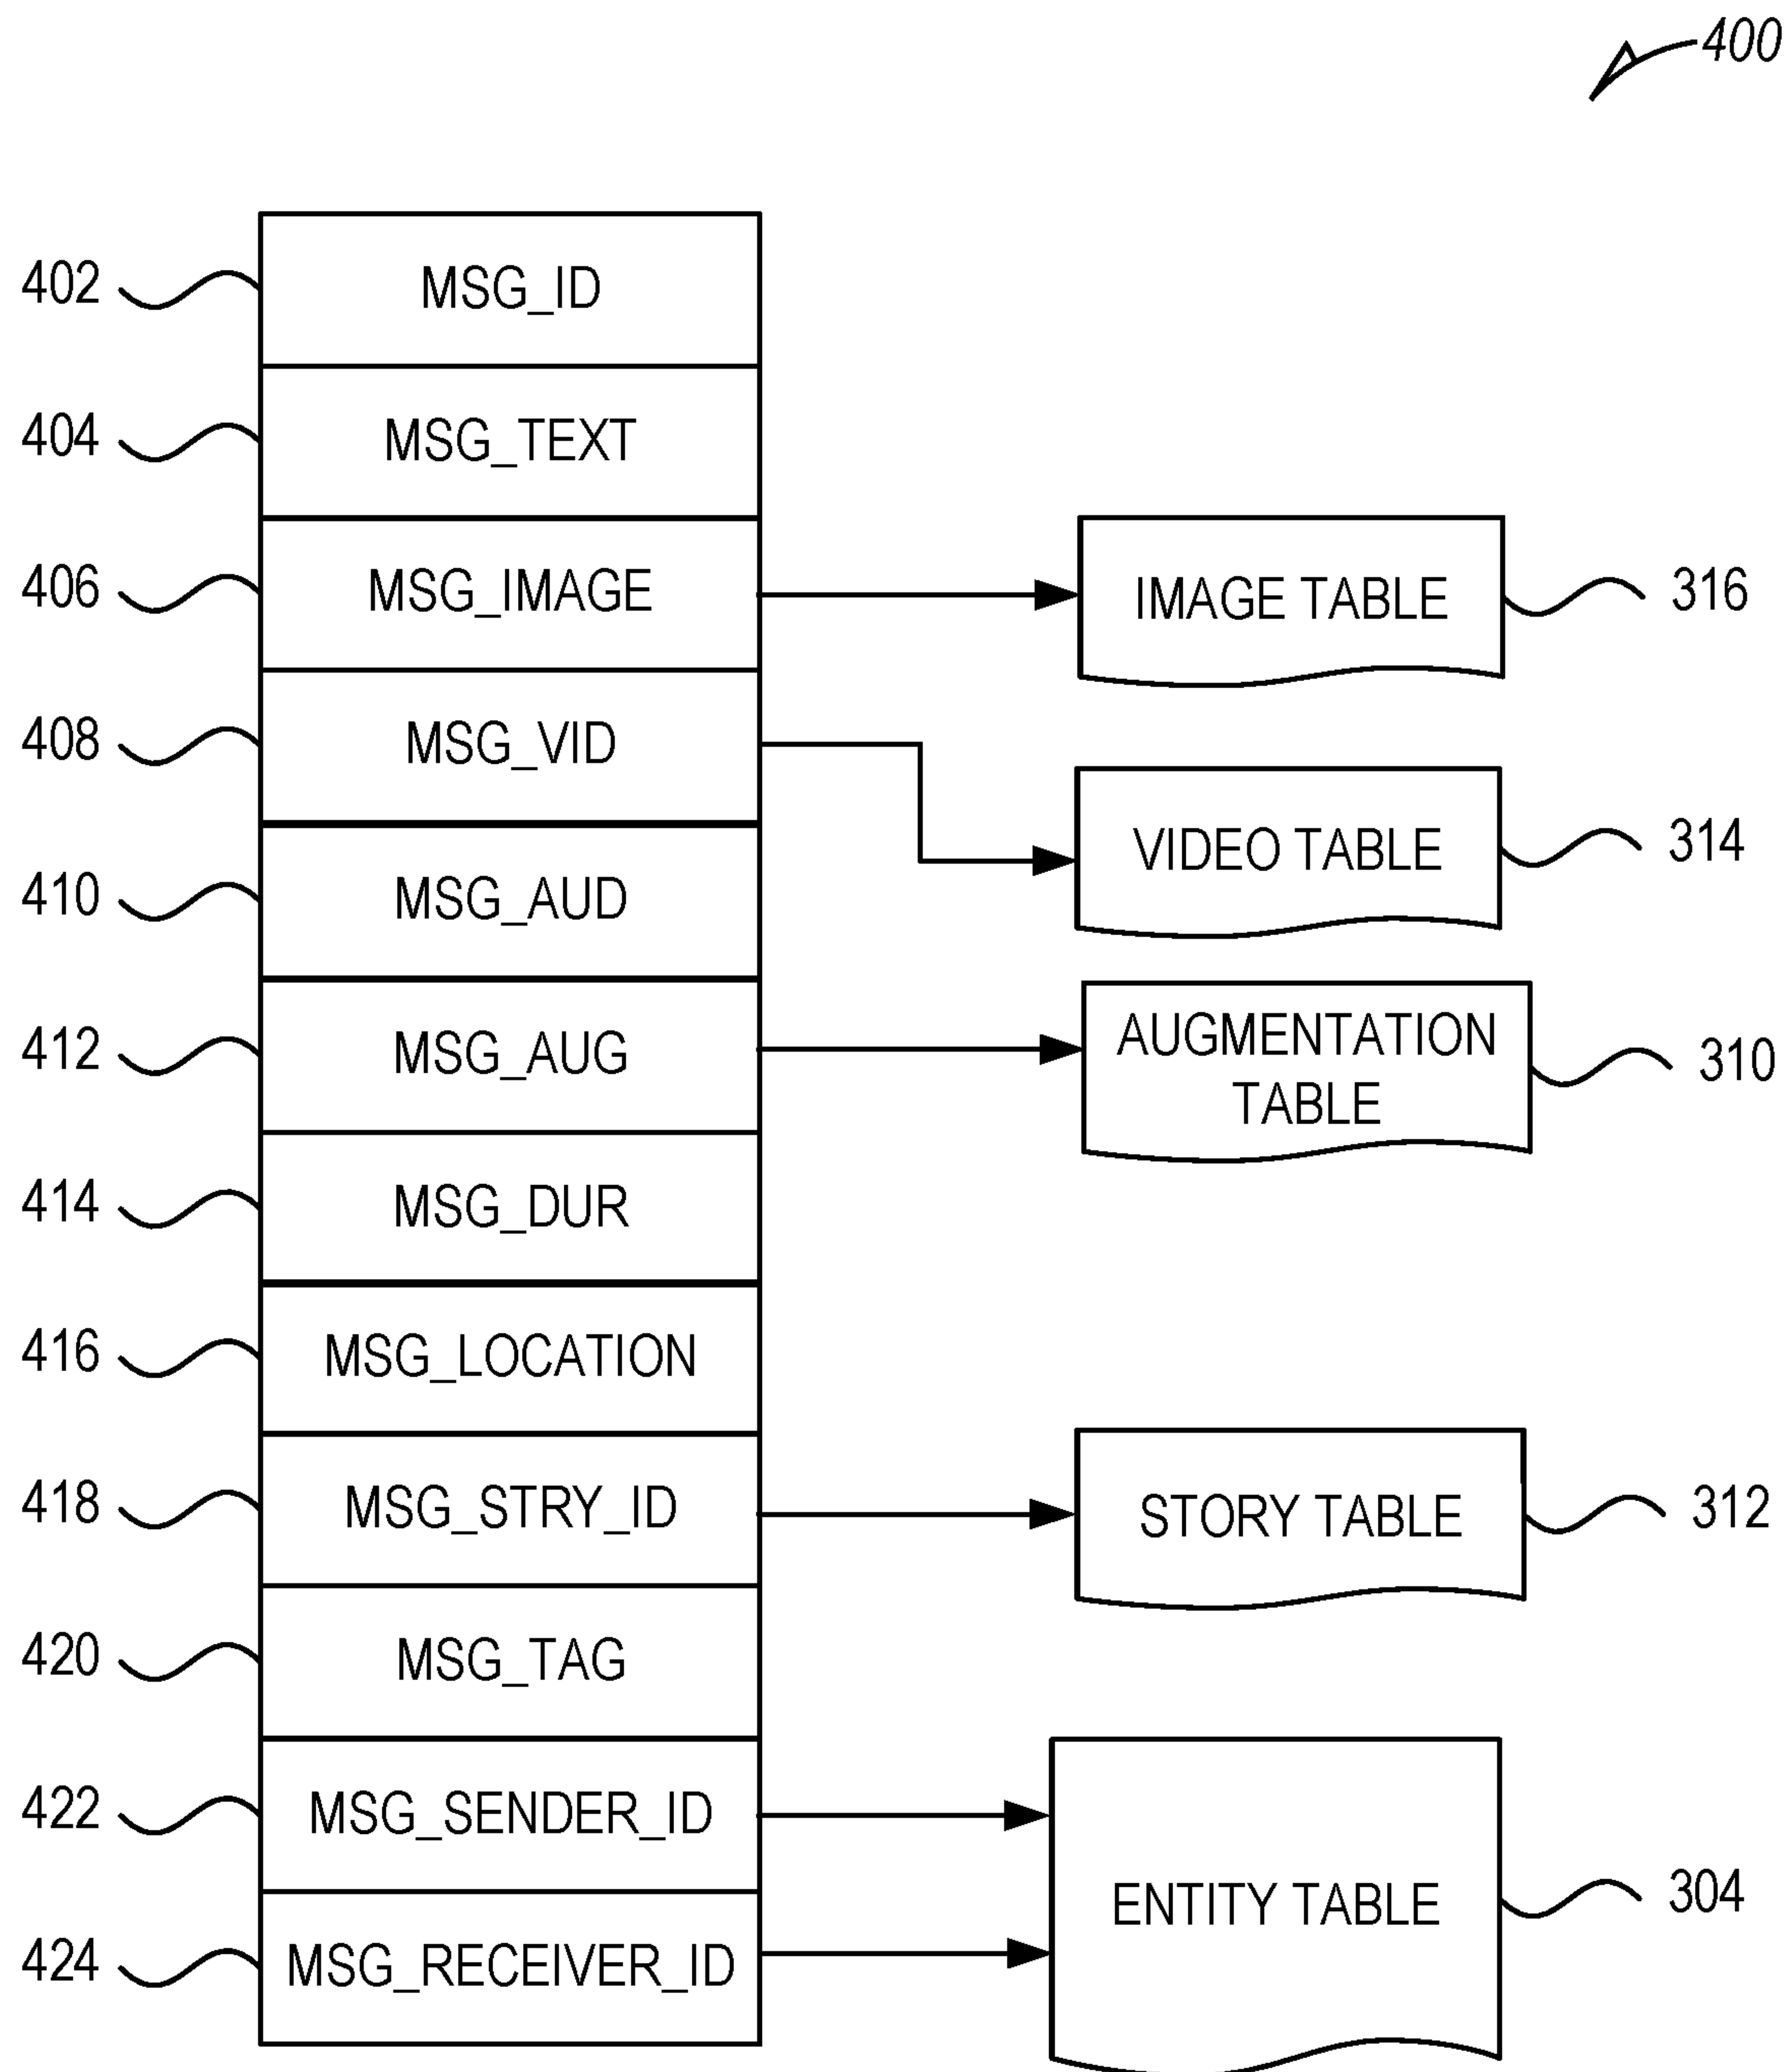 400
402 MSG_ID
404 MSG_TEXT
406 MSG_IMAGE IMAGE TABLE 316
408 MSG_VID VIDEO TABLE 314
410 MSG_AUD
412 MSG_AUG AUGMENTATION
TABLE 310
414 MSG_DUR
416 MSG_LOCATION
418 MSG_STRY_ID STORY TABLE 312
420 MSG_TAG
422 MSG_SENDER_ID
ENTITY TABLE 304
424 MSG_RECEIVER_ID